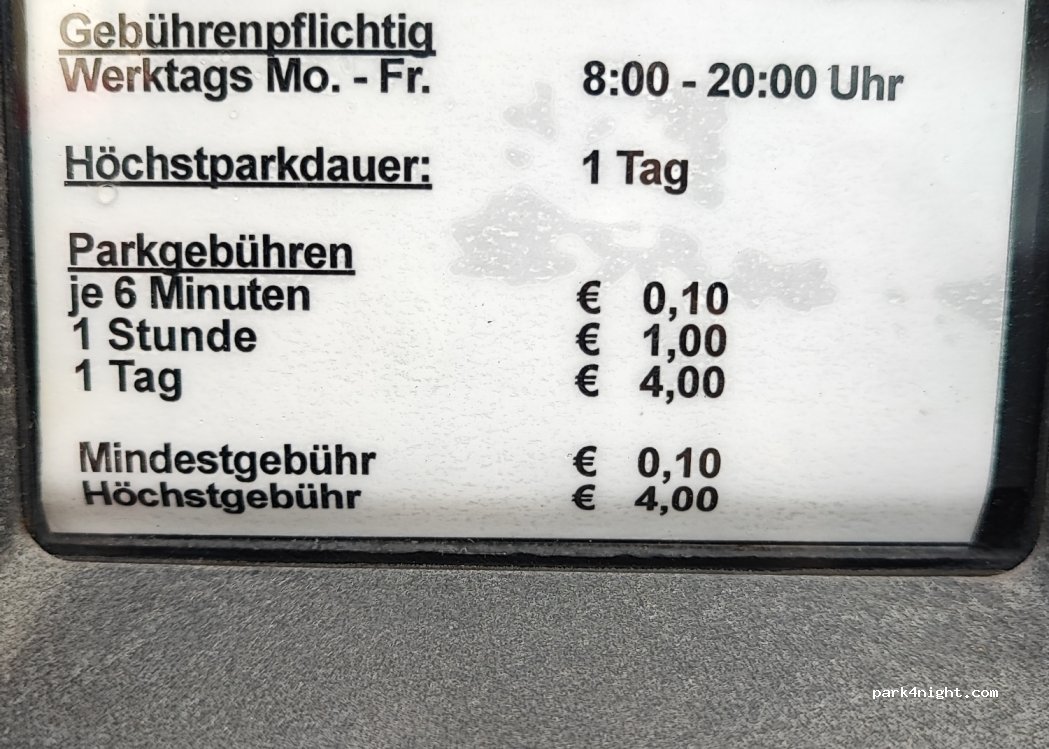 Gebührenpflichtig
Werktags Mo. - Fr. 8:00 - 20:00 Uhr
Höchstparkdauer: 1 Tag
Parkgebühren
je 6 Minuten € 0,10
1 Stunde € 1,00
1 Tag € 4,00
Mindestgebühr € 0,10
Höchstgebühr € 4,00
park4night.com